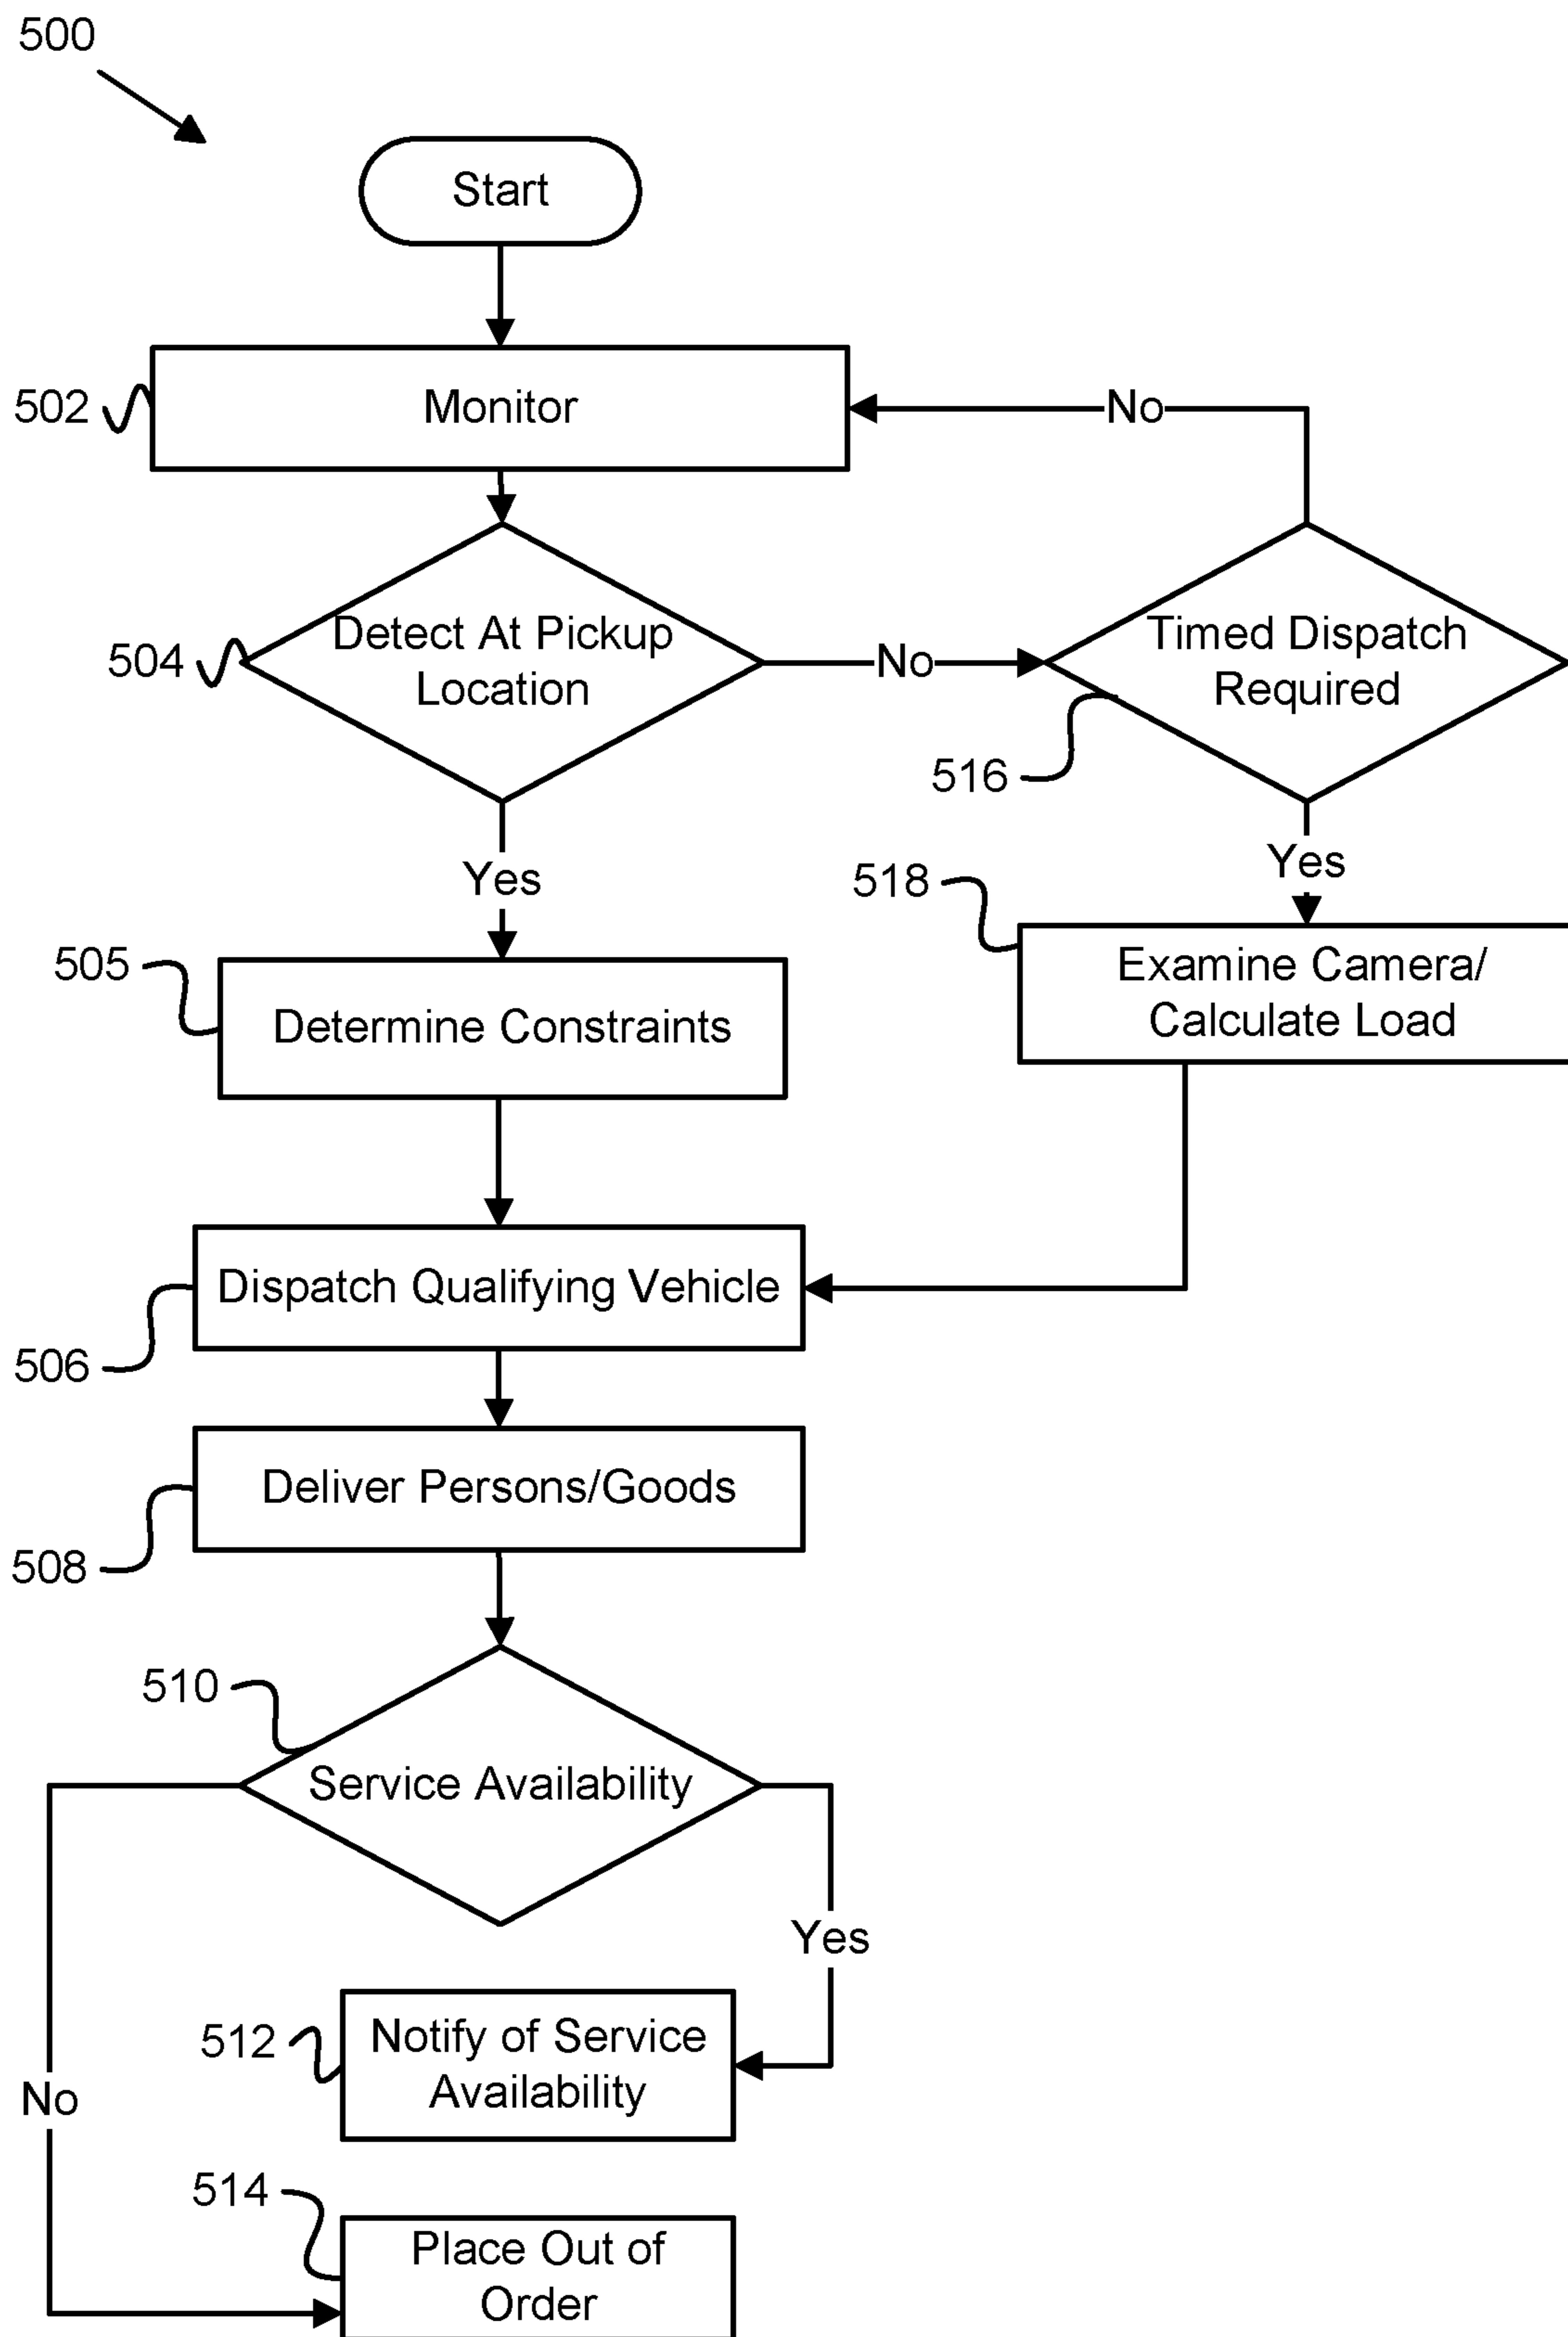 500
Start
502
Monitor
No
504
Detect At Pickup
Location
No
Timed Dispatch
Required
516
Yes
Yes
518
505
Determine Constraints
Examine Camera/
Calculate Load
Dispatch Qualifying Vehicle
506
Deliver Persons/Goods
508
510
Service Availability
Yes
512
Notify of Service
Availability
No
514
Place Out of
Order